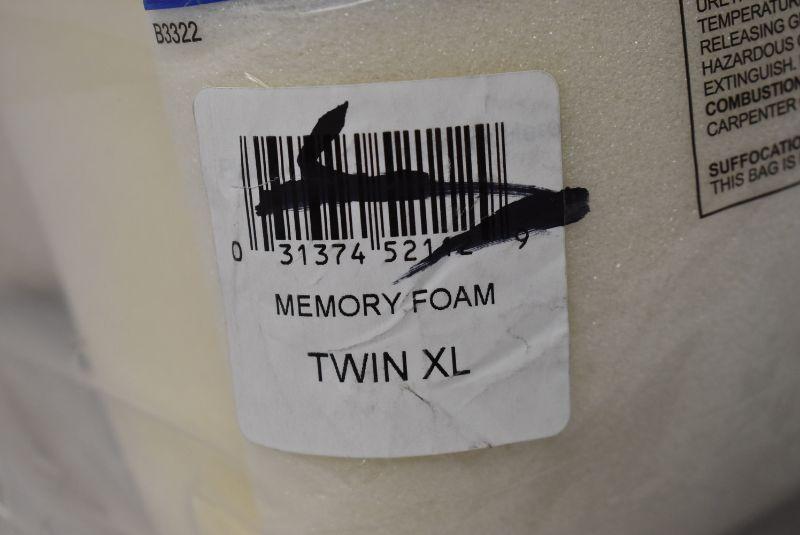 B3322
TEMPERATUR
RELEASING G
HAZARDOUS
EXTINGUISH.
COMBUSTION
CARPENTER
SUFFOCATIO
THIS BAG IS
0 31374 521 9
MEMORY FOAM
TWIN XL